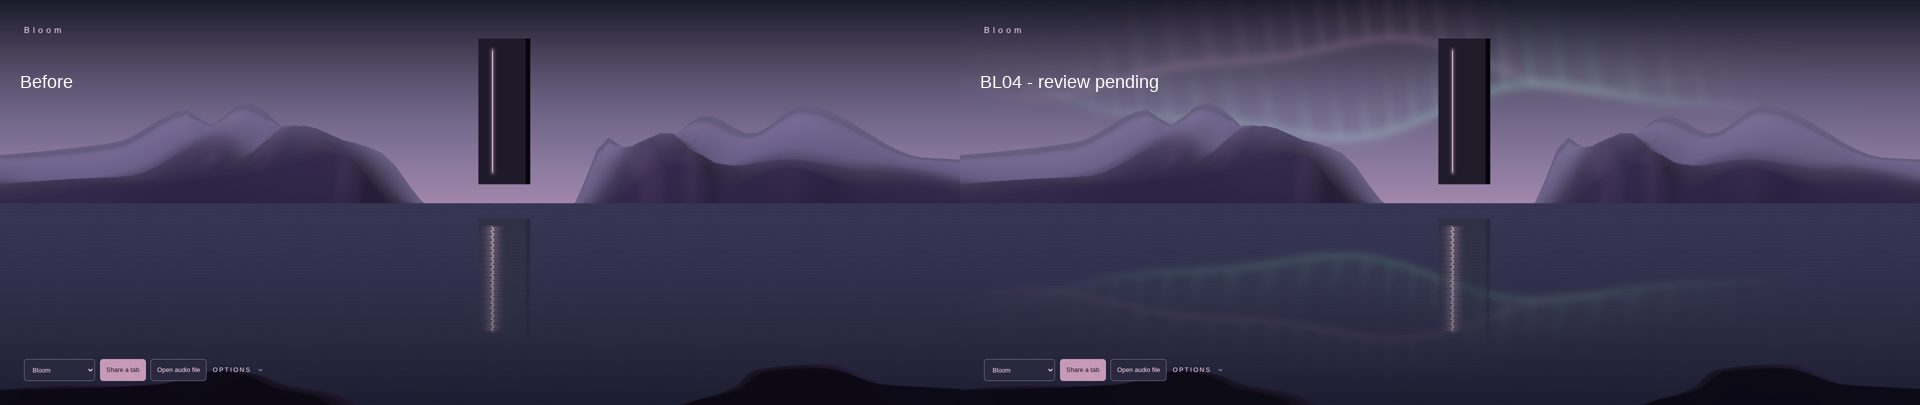 Bloom
Before
Bloom
Share a tab
Open audio file
OPTIONS
Bloom
BL04 - review pending
Bloom
Share a tab
Open audio file
OPTIONS